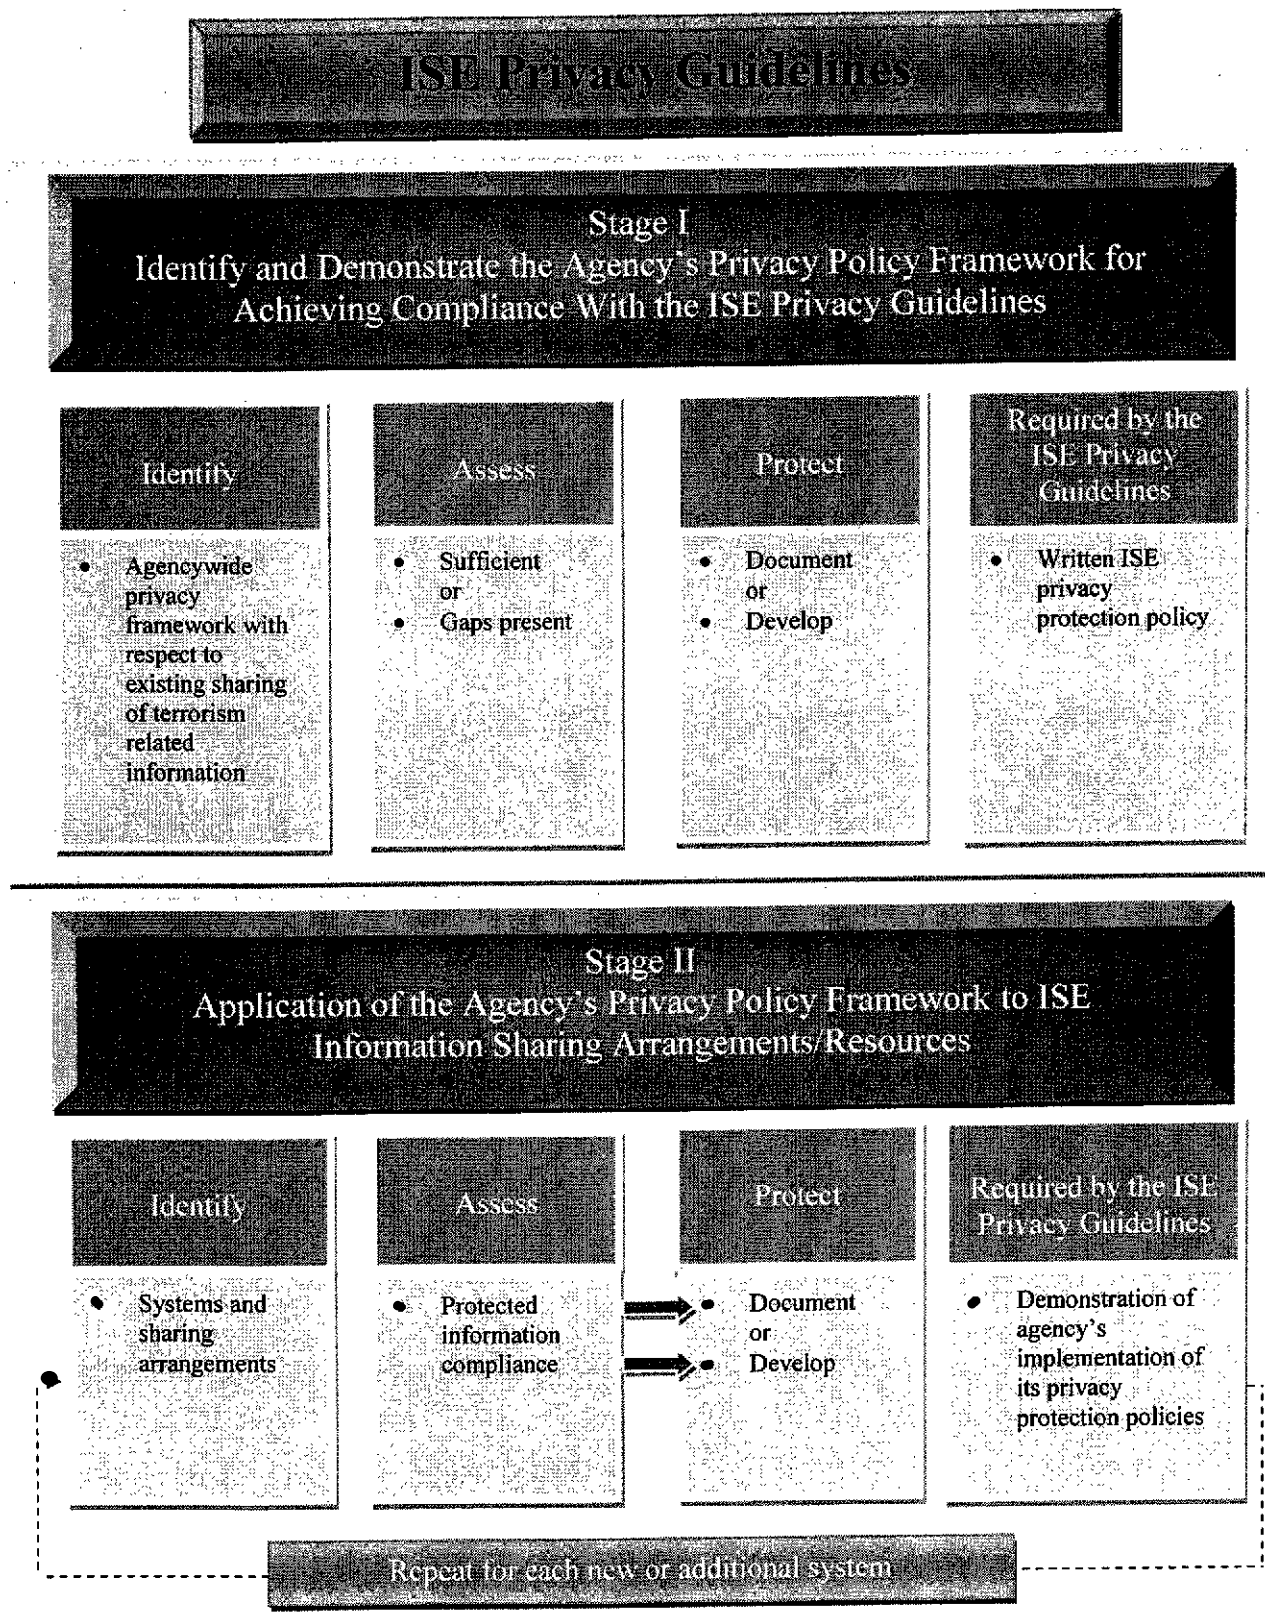 ISE Privacy Guidelines
Stage I
Identify and Demonstrate the Agency's Privacy Policy Framework for
Achieving Compliance With the ISE Privacy Guidelines
Identify
• Agencywide
privacy
framework with
respect to
existing sharing
of terrorism
related
information
Assess
• Sufficient
or
• Gaps present
Protect
• Document
or
• Develop
Required by the
ISE Privacy
Guidelines
• Written ISE
privacy
protection policy
Stage II
Application of the Agency's Privacy Policy Framework to ISE
Information Sharing Arrangements/Resources
Identify
• Systems and
sharing
arrangements
Assess
• Protected
information
compliance
Protect
• Document
or
• Develop
Required by the ISE
Privacy Guidelines
• Demonstration of
agency's
implementation of
its privacy
protection policies
Repeat for each new or additional system